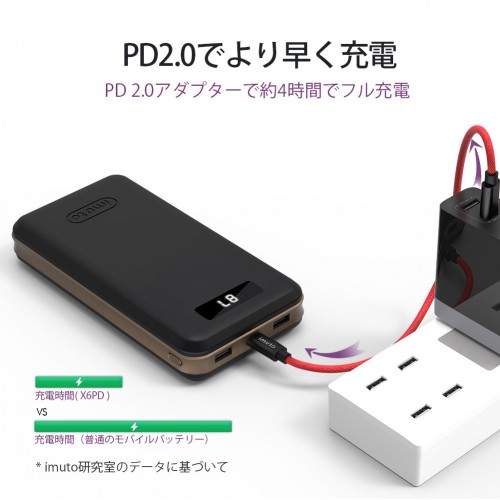 PD2.0でより早く充電
PD 2.0アダプターで約4時間でフル充電
imuto
87
充電時間( X6PD )
VS
充電時間（普通のモバイルバッテリー）
* imuto研究室のデータに基づいて